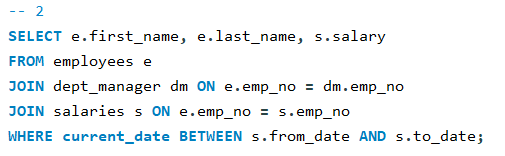 -- 2
SELECT e.first_name, e.last_name, s.salary
FROM employees e
JOIN dept_manager dm ON e.emp_no = dm.emp_no
JOIN salaries s ON e.emp_no = s.emp_no
WHERE current_date BETWEEN s.from_date AND s.to_date;